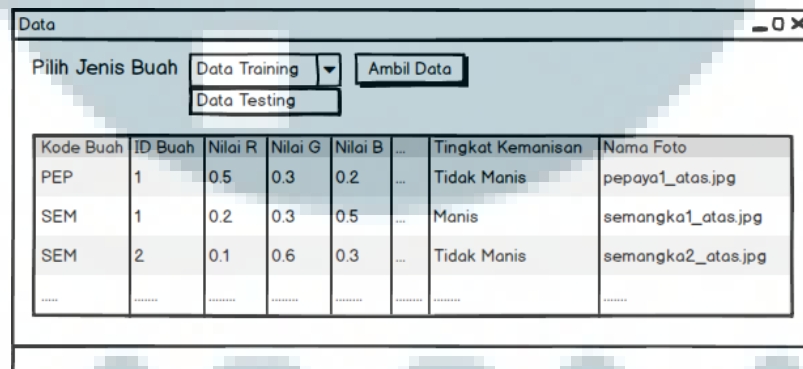 Data
Pilih Jenis Buah Data Training Ambil Data
Data Testing
Kode Buah ID Buah Nilai R Nilai G Nilai B ... Tingkat Kemanisan Nama Foto
PEP 1 0.5 0.3 0.2 ... Tidak Manis pepaya1_atas.jpg
SEM 1 0.2 0.3 0.5 ... Manis semangka1_atas.jpg
SEM 2 0.1 0.6 0.3 ... Tidak Manis semangka2_atas.jpg
..... ........ ........ ........ ........ ........ ........ ........